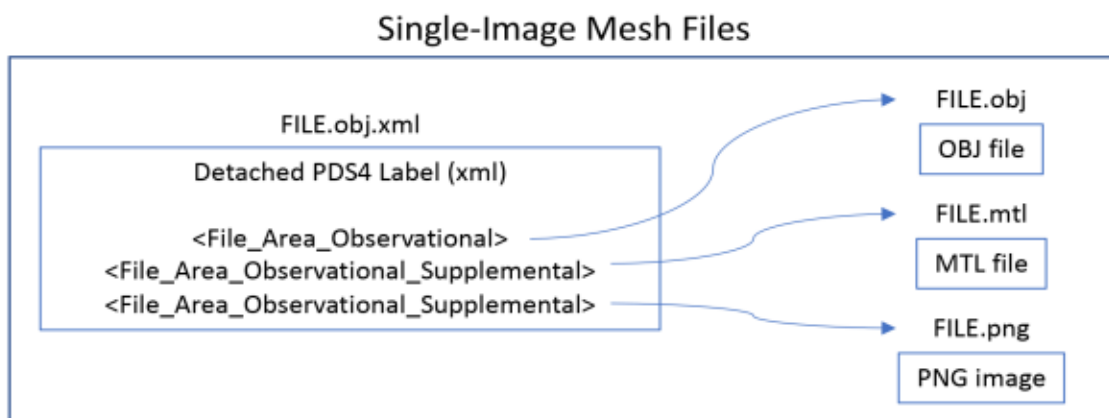 Single-Image Mesh Files
FILE.obj.xml
Detached PDS4 Label (xml)
<File_Area_Observational>
<File_Area_Observational_Supplemental>
<File_Area_Observational_Supplemental>
FILE.obj
OBJ file
FILE.mtl
MTL file
FILE.png
PNG image